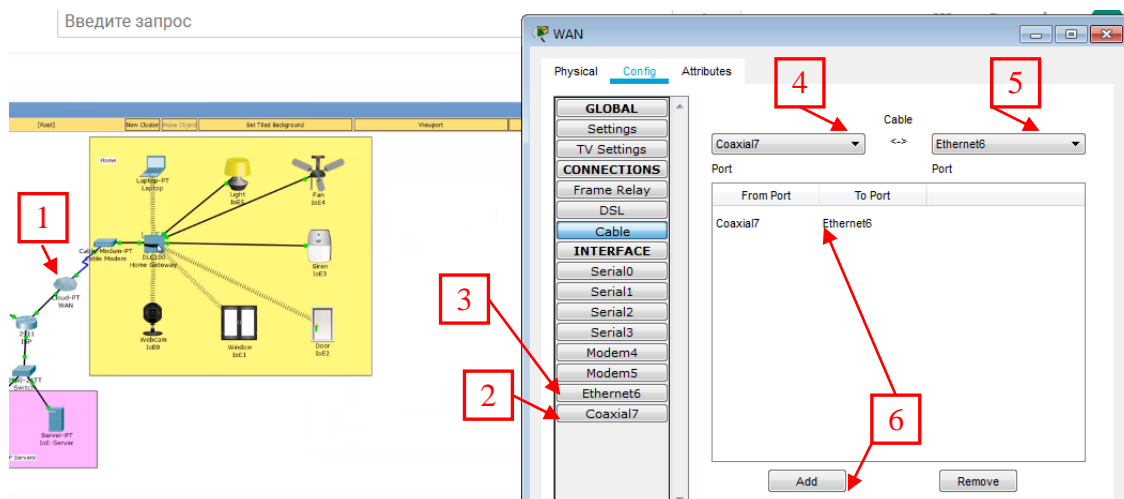 Введите запрос
WAN
Physical Config Attributes
4
5
GLOBAL
Settings
TV Settings
CONNECTIONS
Frame Relay
DSL
Cable
INTERFACE
Serial0
Serial1
Serial2
Serial3
Modem4
Modem5
Ethernet6
Coaxial7
Cable
Coaxial7 <-> Ethernet6
Port Port
From Port To Port
Coaxial7 Ethernet6
3
2
6
Add Remove
[Root] New Cluster Move Object Set Tiled Background Viewport
Home
Laptop-PT
Laptop
Light
IoE5
Fan
IoE4
1
Cable-Modem-PT
Cable Modem
DLC100
Home Gateway
Siren
IoE3
Cloud-PT
WAN
Webcam
IoE0
Window
IoE1
Door
IoE2
ISP
Switch
Server-PT
IoE-Server
Servers